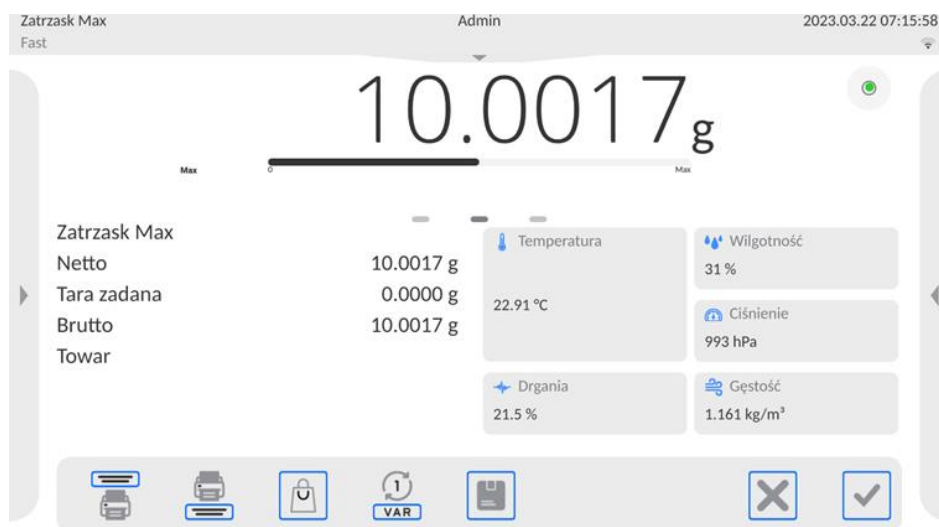 Zatrzask Max
Admin
2023.03.22 07:15:58
Fast
10.0017 g
Max
0
Max
Zatrzask Max
Netto 10.0017 g
Tara zadana 0.0000 g
Brutto 10.0017 g
Towar
Temperatura
22.91 °C
Wilgotność
31 %
Ciśnienie
993 hPa
Drgania
21.5 %
Gęstość
1.161 kg/m³
1
VAR